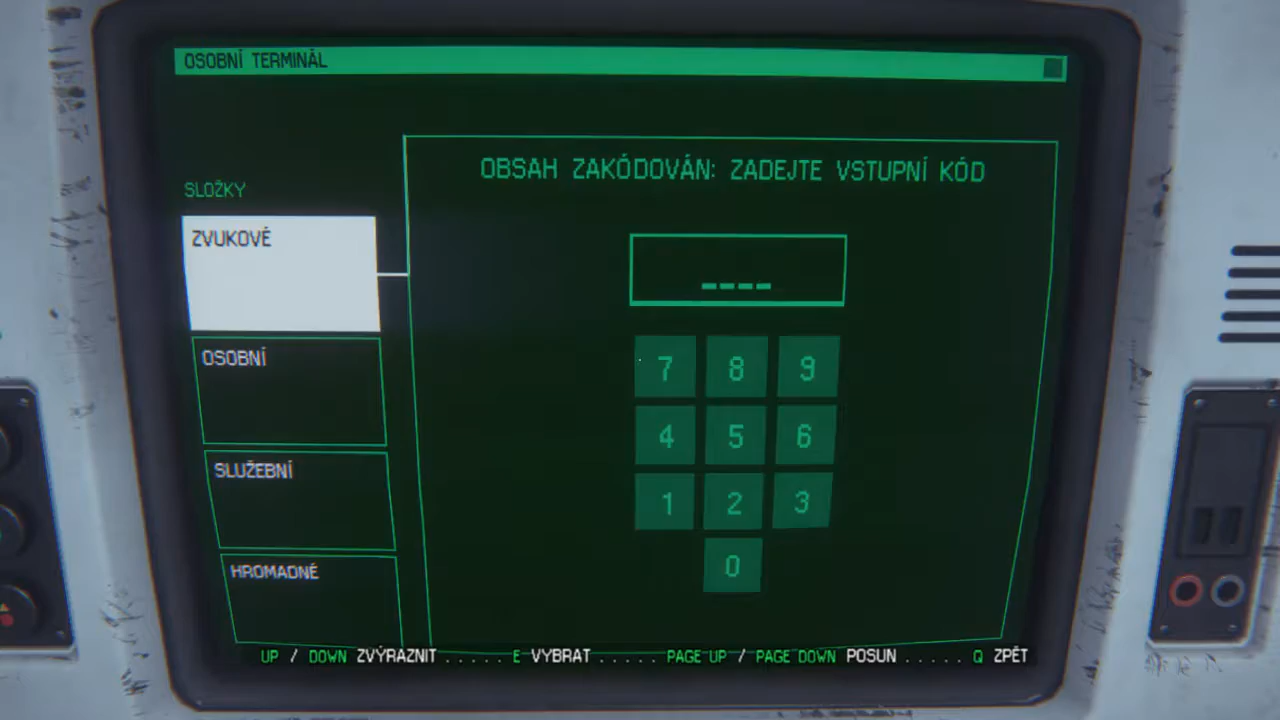 OSOBNÍ TERMINÁL
OBSAH ZAKÓDOVÁN: ZADEJTE VSTUPNÍ KÓD
SLOŽKY
ZVUKOVÉ
OSOBNÍ
SLUŽEBNÍ
HROMADNÉ
7 8 9
4 5 6
1 2 3
0
UP / DOWN ZVÝRAZNIT ..... E VYBRAT ..... PAGE UP / PAGE DOWN POSUN ..... Q ZPĚT